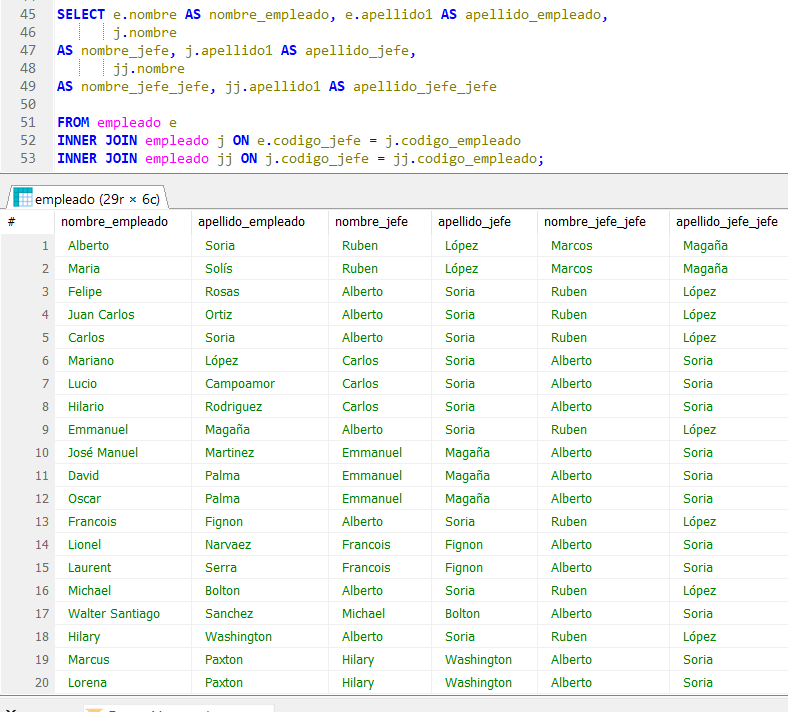 45 SELECT e.nombre AS nombre_empleado, e.apellido1 AS apellido_empleado,
46 j.nombre
47 AS nombre_jefe, j.apellido1 AS apellido_jefe,
48 jj.nombre
49 AS nombre_jefe_jefe, jj.apellido1 AS apellido_jefe_jefe
50
51 FROM empleado e
52 INNER JOIN empleado j ON e.codigo_jefe = j.codigo_empleado
53 INNER JOIN empleado jj ON j.codigo_jefe = jj.codigo_empleado;
empleado (29r × 6c)
# nombre_empleado apellido_empleado nombre_jefe apellido_jefe nombre_jefe_jefe apellido_jefe_jefe
1 Alberto Soria Ruben López Marcos Magaña
2 Maria Solís Ruben López Marcos Magaña
3 Felipe Rosas Alberto Soria Ruben López
4 Juan Carlos Ortiz Alberto Soria Ruben López
5 Carlos Soria Alberto Soria Ruben López
6 Mariano López Carlos Soria Alberto Soria
7 Lucio Campoamor Carlos Soria Alberto Soria
8 Hilario Rodriguez Carlos Soria Alberto Soria
9 Emmanuel Magaña Alberto Soria Ruben López
10 José Manuel Martinez Emmanuel Magaña Alberto Soria
11 David Palma Emmanuel Magaña Alberto Soria
12 Oscar Palma Emmanuel Magaña Alberto Soria
13 Francois Fignon Alberto Soria Ruben López
14 Lionel Narvaez Francois Fignon Alberto Soria
15 Laurent Serra Francois Fignon Alberto Soria
16 Michael Bolton Alberto Soria Ruben López
17 Walter Santiago Sanchez Michael Bolton Alberto Soria
18 Hilary Washington Alberto Soria Ruben López
19 Marcus Paxton Hilary Washington Alberto Soria
20 Lorena Paxton Hilary Washington Alberto Soria